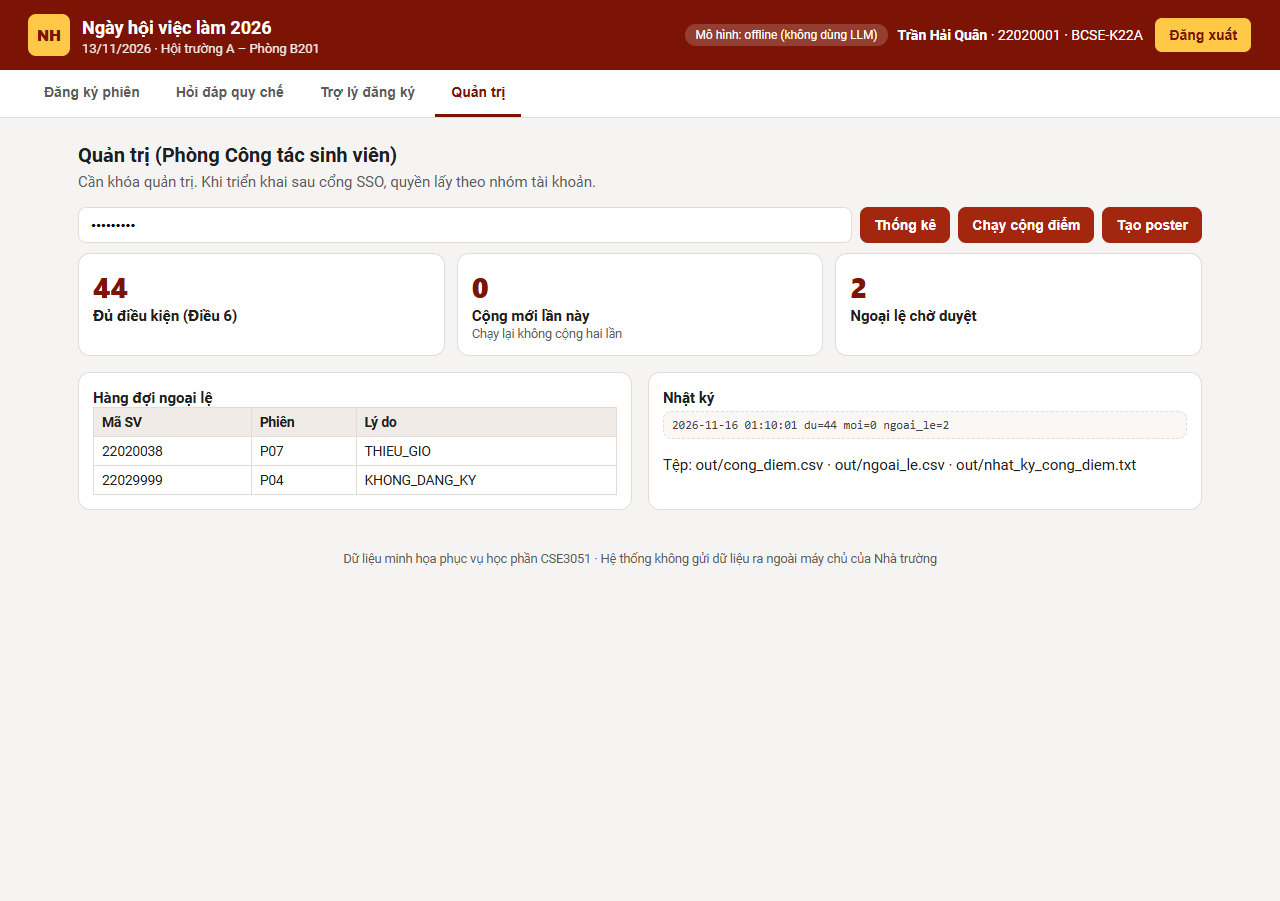 NH
Ngày hội việc làm 2026
13/11/2026 · Hội trường A – Phòng B201
Mô hình: offline (không dùng LLM)
Trần Hải Quân · 22020001 · BCSE-K22A
Đăng xuất
Đăng ký phiên
Hỏi đáp quy chế
Trợ lý đăng ký
Quản trị
Quản trị (Phòng Công tác sinh viên)
Cần khóa quản trị. Khi triển khai sau cổng SSO, quyền lấy theo nhóm tài khoản.
•••••••••
Thống kê
Chạy cộng điểm
Tạo poster
44
Đủ điều kiện (Điều 6)
0
Cộng mới lần này
Chạy lại không cộng hai lần
2
Ngoại lệ chờ duyệt
Hàng đợi ngoại lệ
Mã SV Phiên Lý do
22020038 P07 THIEU_GIO
22029999 P04 KHONG_DANG_KY
Nhật ký
2026-11-16 01:10:01 du=44 moi=0 ngoai_le=2
Tệp: out/cong_diem.csv · out/ngoai_le.csv · out/nhat_ky_cong_diem.txt
Dữ liệu minh họa phục vụ học phần CSE3051 · Hệ thống không gửi dữ liệu ra ngoài máy chủ của Nhà trường